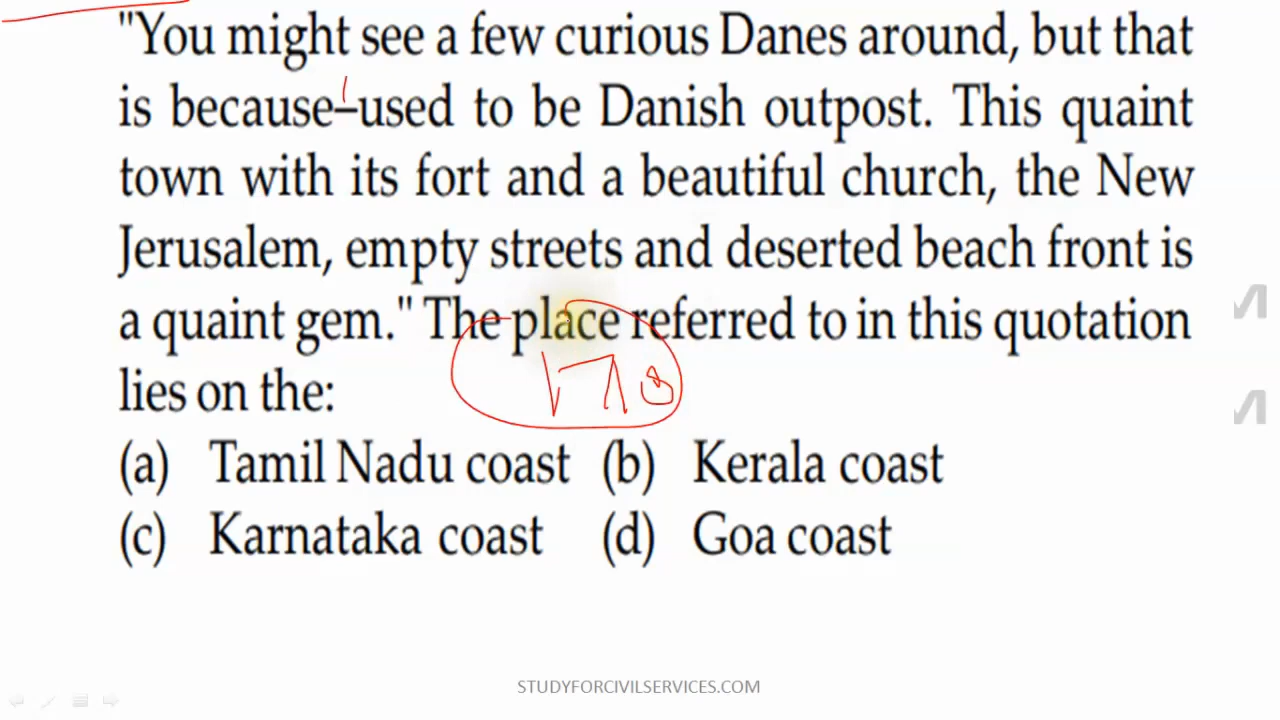 "You might see a few curious Danes around, but that
is because–used to be Danish outpost. This quaint
town with its fort and a beautiful church, the New
Jerusalem, empty streets and deserted beach front is
a quaint gem." The place referred to in this quotation
lies on the:
(a) Tamil Nadu coast (b) Kerala coast
(c) Karnataka coast (d) Goa coast
STUDYFORCIVILSERVICES.COM